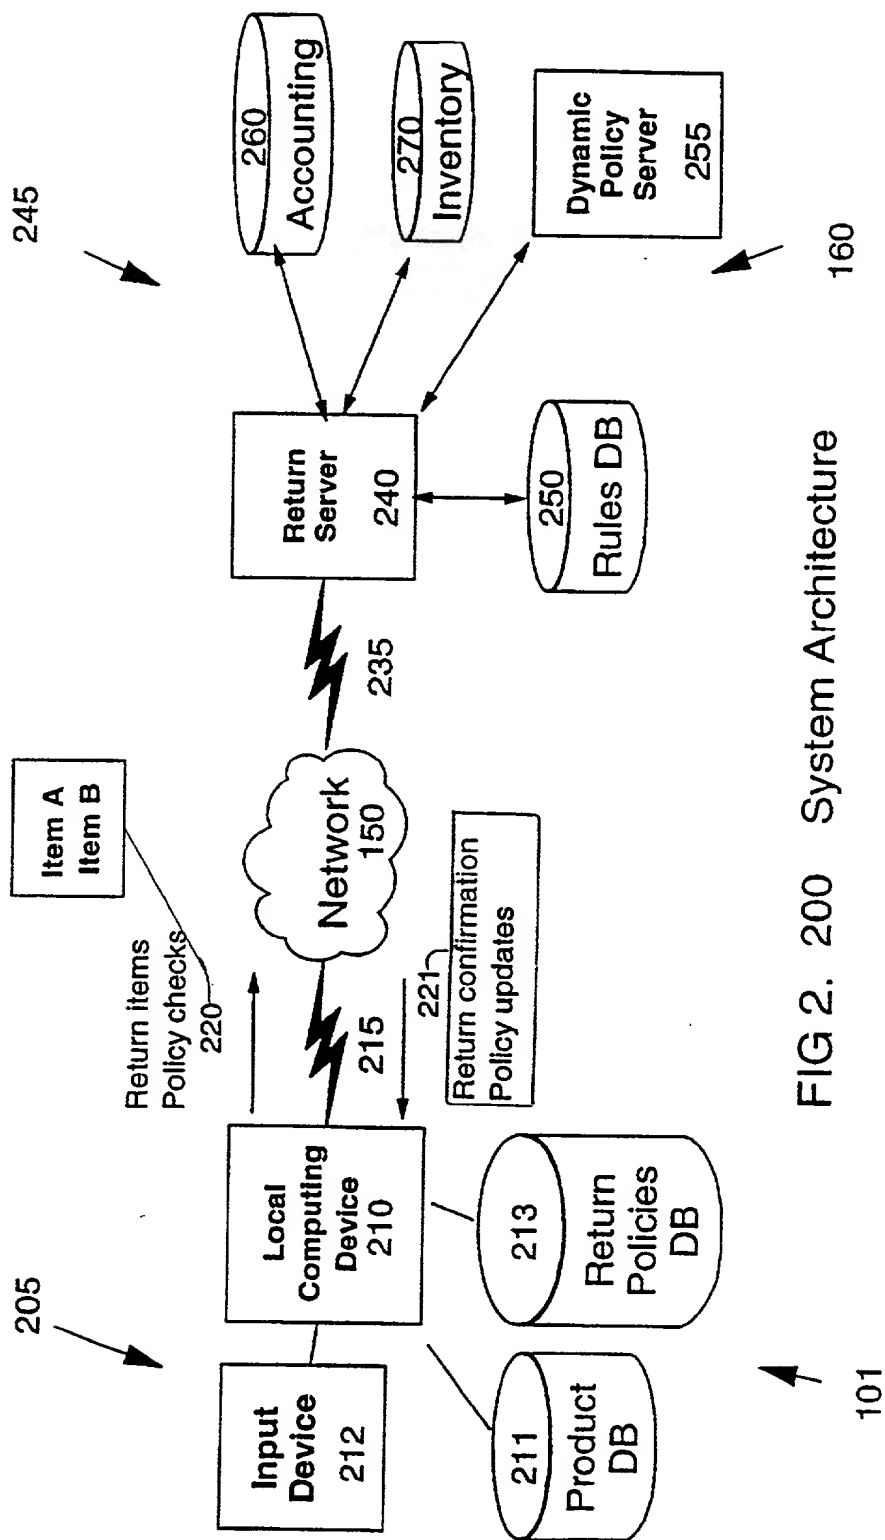 245
260
Accounting
270
Inventory
Dynamic
Policy
Server
255
160
Return
Server
240
250
Rules DB
235
Item A
Item B
Network
150
Return items
Policy checks
220
215
221
Return confirmation
Policy updates
205
Local
Computing
Device
210
213
Return
Policies
DB
Input
Device
212
211
Product
DB
101
FIG 2. 200 System Architecture